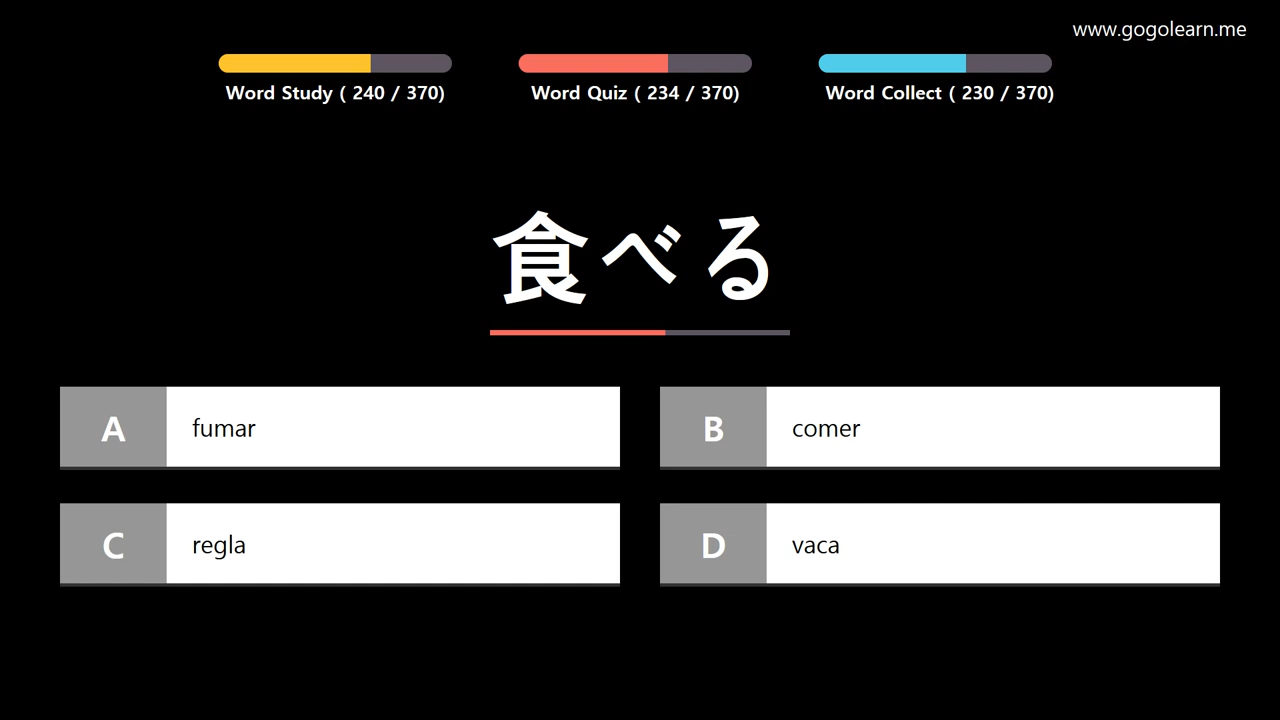 www.gogolearn.me
Word Study ( 240 / 370)
Word Quiz ( 234 / 370)
Word Collect ( 230 / 370)
食べる
A
fumar
B
comer
C
regla
D
vaca